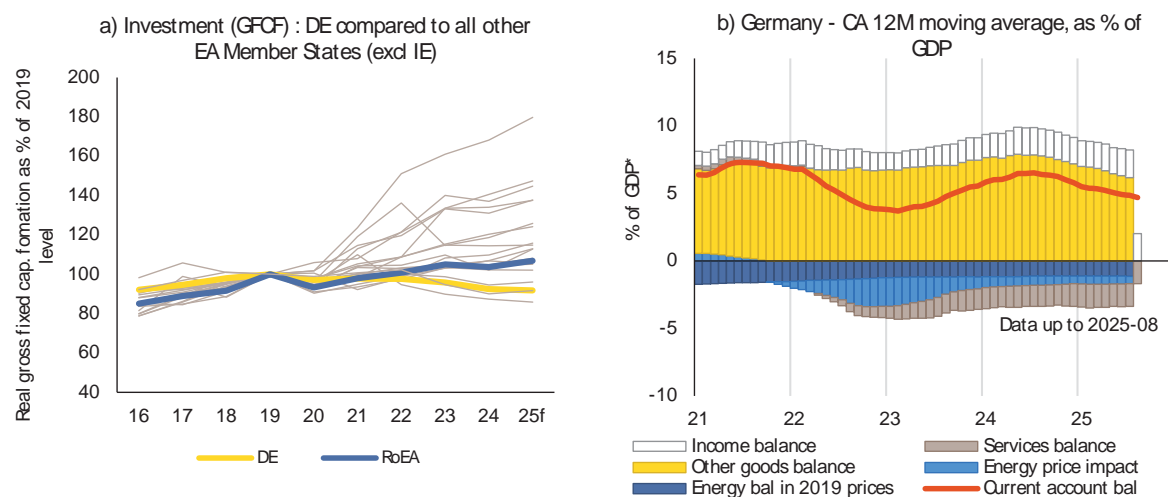 a) Investment (GFCF) : DE compared to all other
EA Member States (excl IE)
Real gross fixed cap. fomation as % of 2019
level
200
180
160
140
120
100
80
60
40
16 17 18 19 20 21 22 23 24 25f
DE RoEA
b) Germany - CA 12M moving average, as % of
GDP
% of GDP*
15
10
5
0
-5
-10
Data up to 2025-08
21 22 23 24 25
Income balance Services balance
Other goods balance Energy price impact
Energy bal in 2019 prices Current account bal